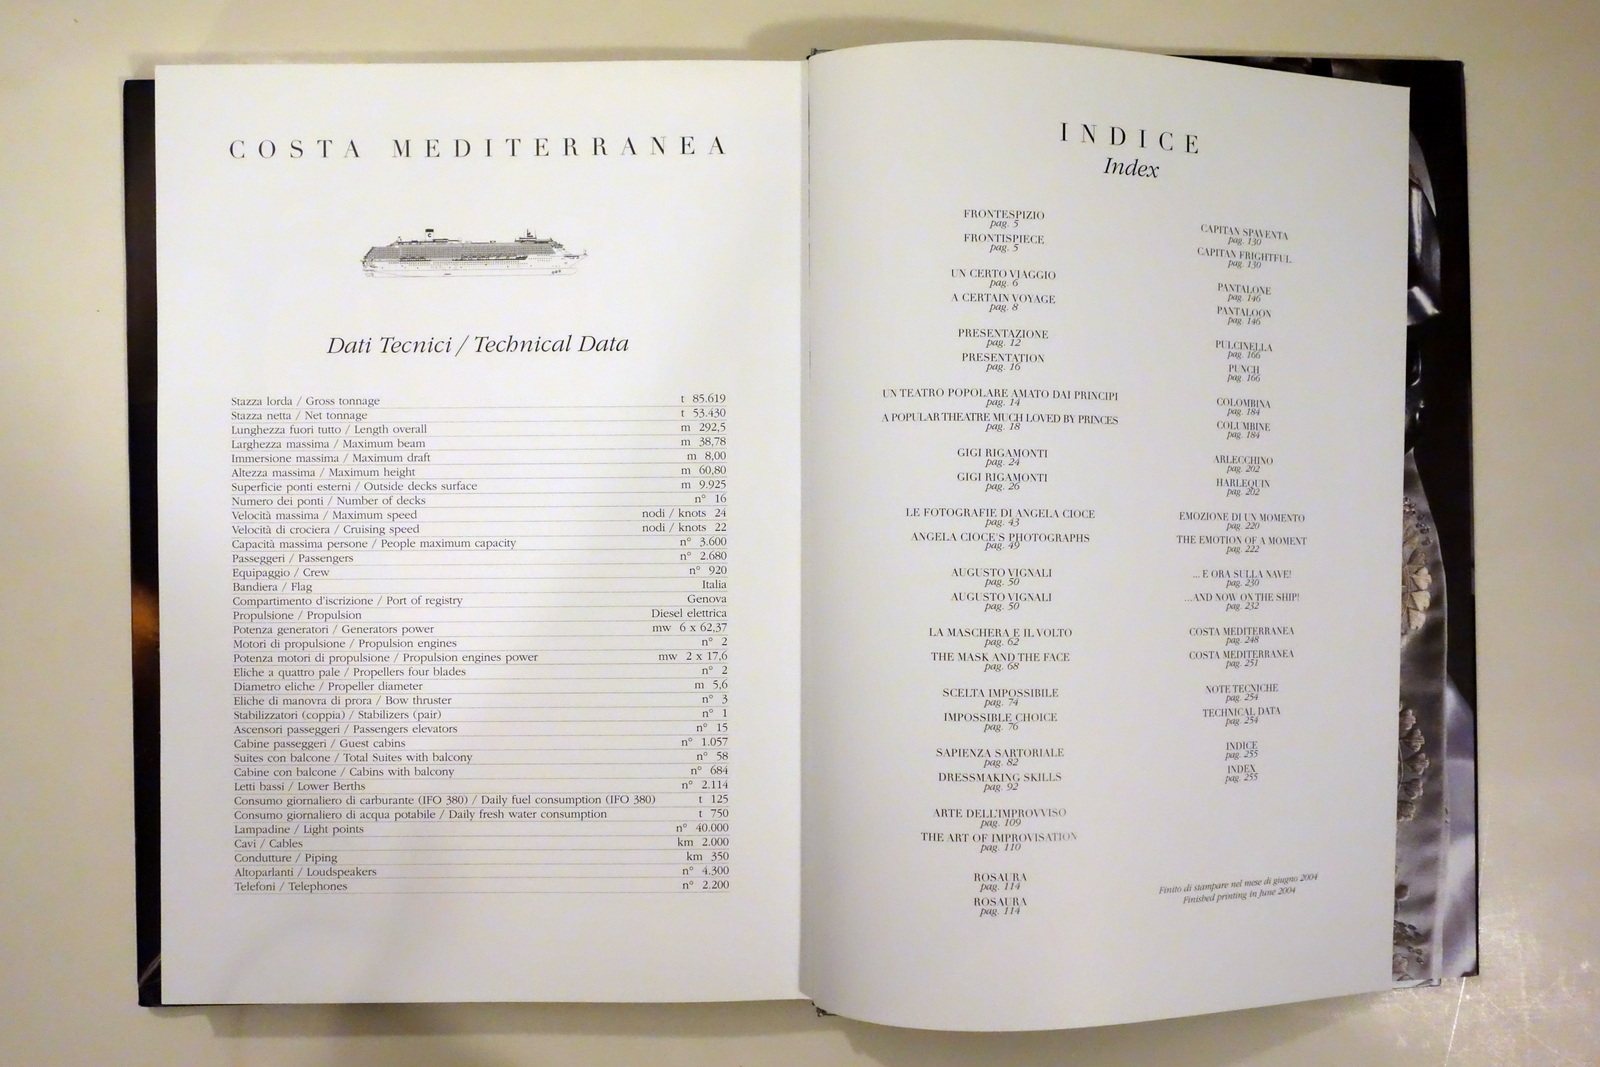 COSTA MEDITERRANEA
Dati Tecnici / Technical Data
Stazza lorda / Gross tonnage t 85.619
Stazza netta / Net tonnage t 53.430
Lunghezza fuori tutto / Length overall m 292,5
Larghezza massima / Maximum beam m 38,78
Immersione massima / Maximum draft m 8,00
Altezza massima / Maximum height m 60,80
Superficie ponti esterni / Outside decks surface m 9.925
Numero dei ponti / Number of decks n° 16
Velocità massima / Maximum speed nodi / knots 24
Velocità di crociera / Cruising speed nodi / knots 22
Capacità massima persone / People maximum capacity n° 3.600
Passeggeri / Passengers n° 2.680
Equipaggio / Crew n° 920
Bandiera / Flag Italia
Compartimento d'iscrizione / Port of registry Genova
Propulsione / Propulsion Diesel elettrica
Potenza generatori / Generators power mw 6 x 62,37
Motori di propulsione / Propulsion engines n° 2
Potenza motori di propulsione / Propulsion engines power mw 2 x 17,6
Eliche a quattro pale / Propellers four blades n° 2
Diametro eliche / Propeller diameter m 5,6
Eliche di manovra di prora / Bow thruster n° 3
Stabilizzatori (coppia) / Stabilizers (pair) n° 1
Ascensori passeggeri / Passengers elevators n° 15
Cabine passeggeri / Guest cabins n° 1.057
Suites con balcone / Total Suites with balcony n° 58
Cabine con balcone / Cabins with balcony n° 684
Letti bassi / Lower Berths n° 2.114
Consumo giornaliero di carburante (IFO 380) / Daily fuel consumption (IFO 380) t 125
Consumo giornaliero di acqua potabile / Daily fresh water consumption t 750
Lampadine / Light points n° 40.000
Cavi / Cables km 2.000
Condutture / Piping km 350
Altoparlanti / Loudspeakers n° 4.300
Telefoni / Telephones n° 2.200
INDICE
Index
FRONTESPIZIO
pag. 5
FRONTISPIECE
pag. 5
UN CERTO VIAGGIO
pag. 6
A CERTAIN VOYAGE
pag. 8
PRESENTAZIONE
pag. 12
PRESENTATION
pag. 16
UN TEATRO POPOLARE AMATO DAI PRINCIPI
pag. 14
A POPULAR THEATRE MUCH LOVED BY PRINCES
pag. 18
GIGI RIGAMONTI
pag. 24
GIGI RIGAMONTI
pag. 26
LE FOTOGRAFIE DI ANGELA CIOCE
pag. 43
ANGELA CIOCE'S PHOTOGRAPHS
pag. 49
AUGUSTO VIGNALI
pag. 50
AUGUSTO VIGNALI
pag. 50
LA MASCHERA E IL VOLTO
pag. 62
THE MASK AND THE FACE
pag. 68
SCELTA IMPOSSIBILE
pag. 74
IMPOSSIBLE CHOICE
pag. 76
SAPIENZA SARTORIALE
pag. 82
DRESSMAKING SKILLS
pag. 92
ARTE DELL'IMPROVVISO
pag. 109
THE ART OF IMPROVISATION
pag. 110
ROSAURA
pag. 114
ROSAURA
pag. 114
CAPITAN SPAVENTA
pag. 130
CAPITAN FRIGHTFUL
pag. 130
PANTALONE
pag. 146
PANTALOON
pag. 146
PULCINELLA
pag. 166
PUNCH
pag. 166
COLOMBINA
pag. 184
COLUMBINE
pag. 184
ARLECCHINO
pag. 202
HARLEQUIN
pag. 202
EMOZIONE DI UN MOMENTO
pag. 220
THE EMOTION OF A MOMENT
pag. 222
... E ORA SULLA NAVE!
pag. 230
...AND NOW ON THE SHIP!
pag. 232
COSTA MEDITERRANEA
pag. 248
COSTA MEDITERRANEA
pag. 251
NOTE TECNICHE
pag. 254
TECHNICAL DATA
pag. 254
INDICE
pag. 255
INDEX
pag. 255
Finito di stampare nel mese di giugno 2004
Finished printing in June 2004